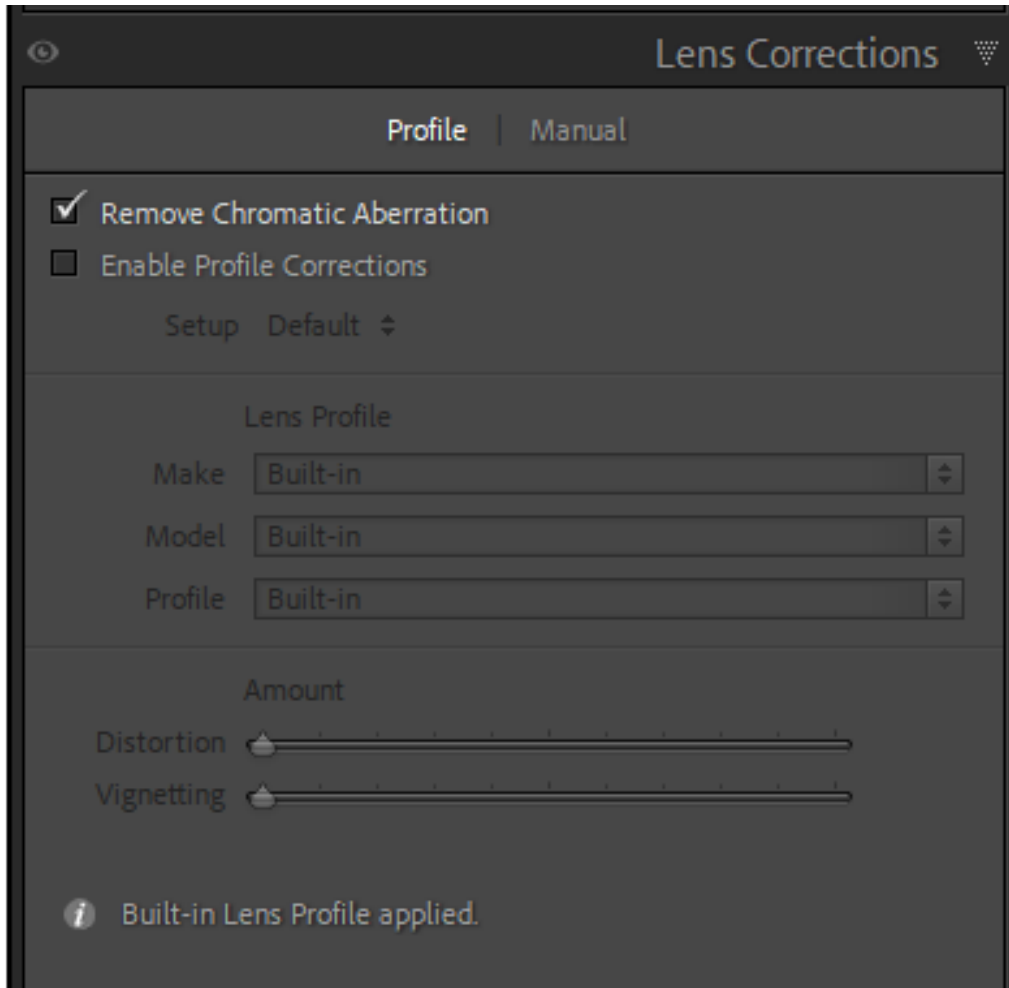 Lens Corrections
Profile | Manual
Remove Chromatic Aberration
Enable Profile Corrections
Setup Default
Lens Profile
Make Built-in
Model Built-in
Profile Built-in
Amount
Distortion
Vignetting
Built-in Lens Profile applied.